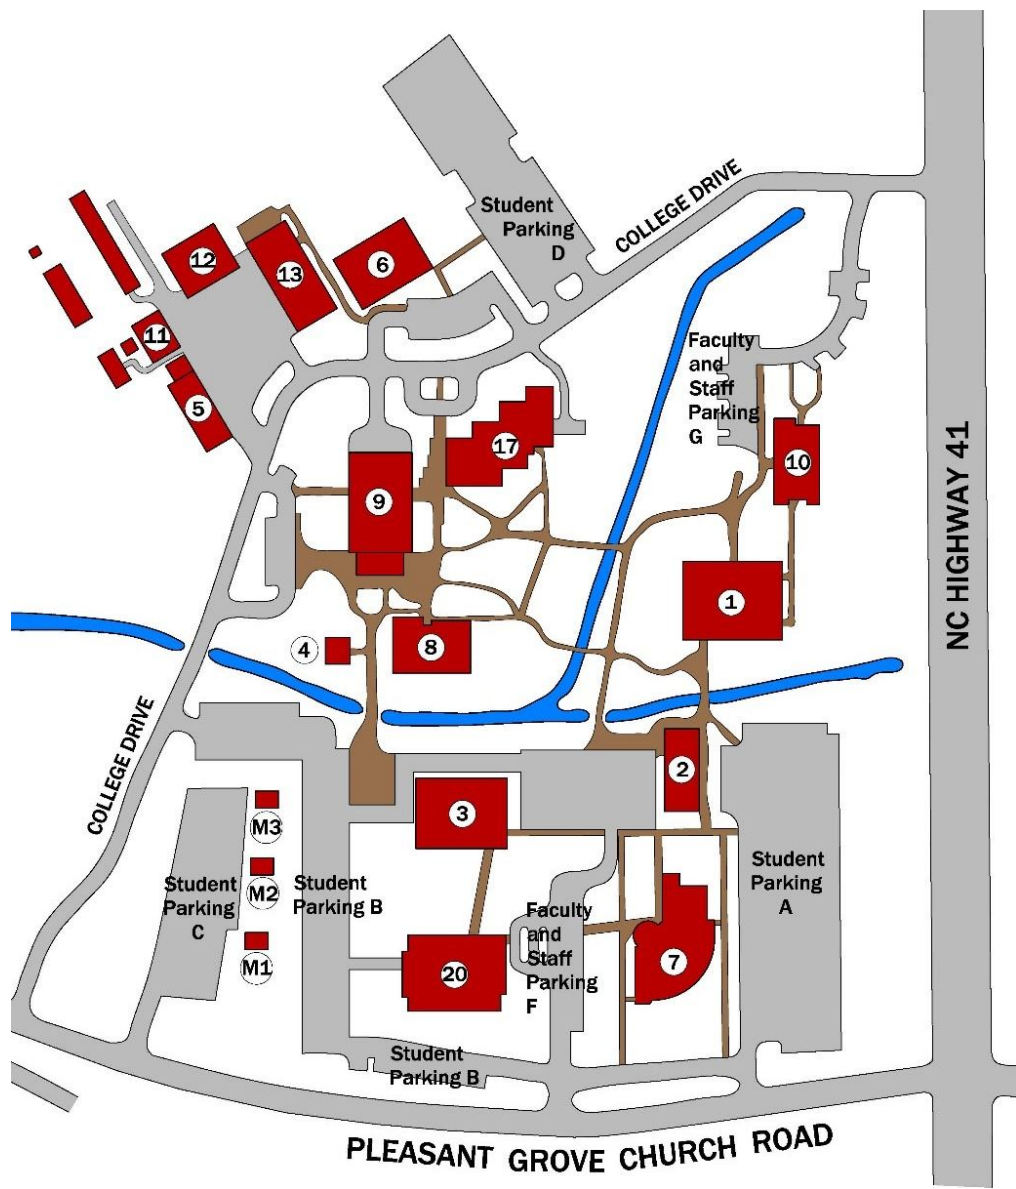 COLLEGE DRIVE
Student
Parking
D
12
13
6
11
5
17
9
Faculty
and
Staff
Parking
G
10
NC HIGHWAY 41
1
4
8
COLLEGE DRIVE
2
3
M3
M2
M1
Student
Parking
C
Student
Parking B
Student
Parking
A
Faculty
and
Staff
Parking
F
7
20
Student
Parking B
PLEASANT GROVE CHURCH ROAD